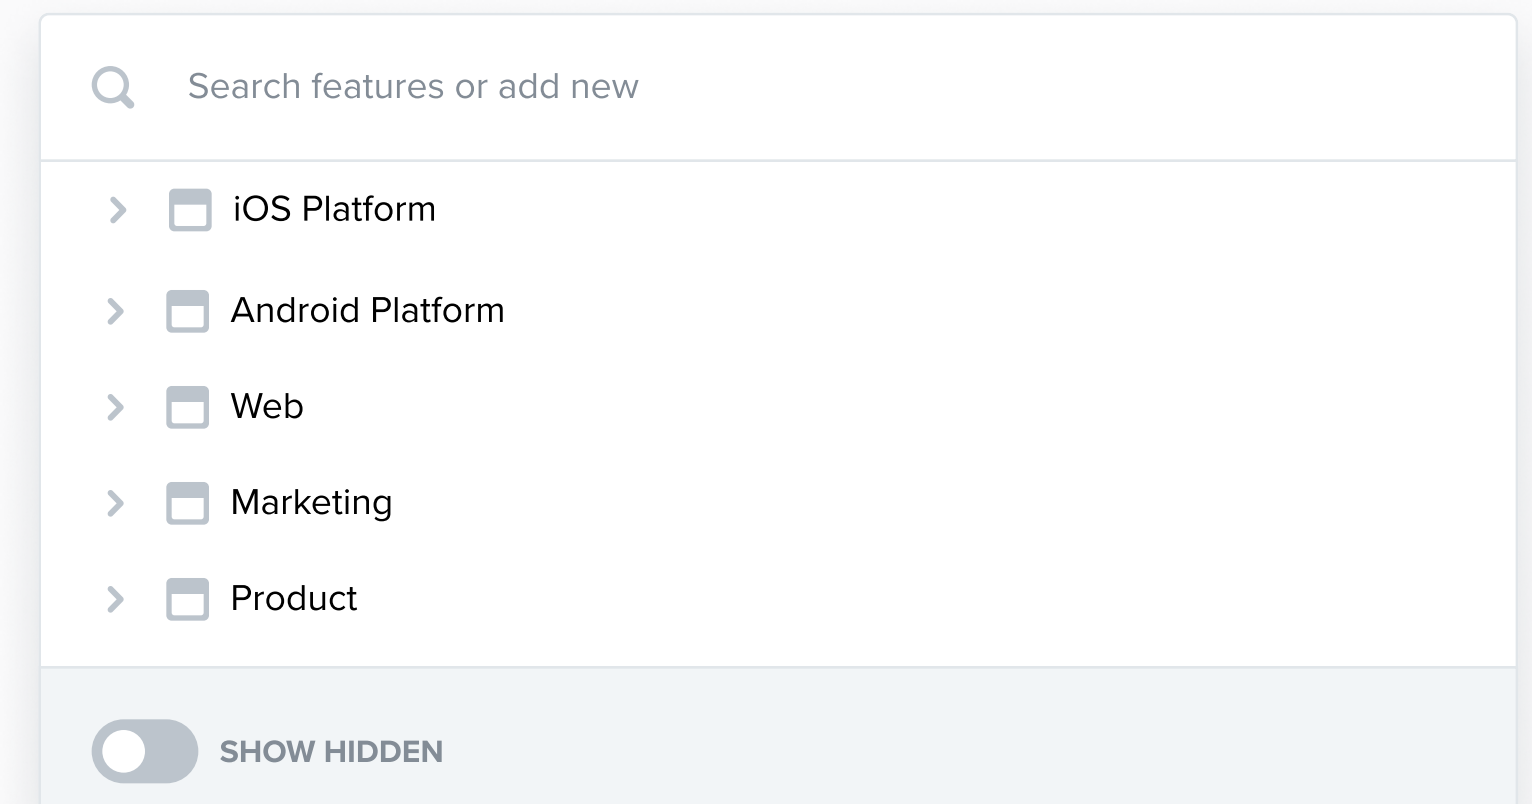 Search features or add new
iOS Platform
Android Platform
Web
Marketing
Product
SHOW HIDDEN